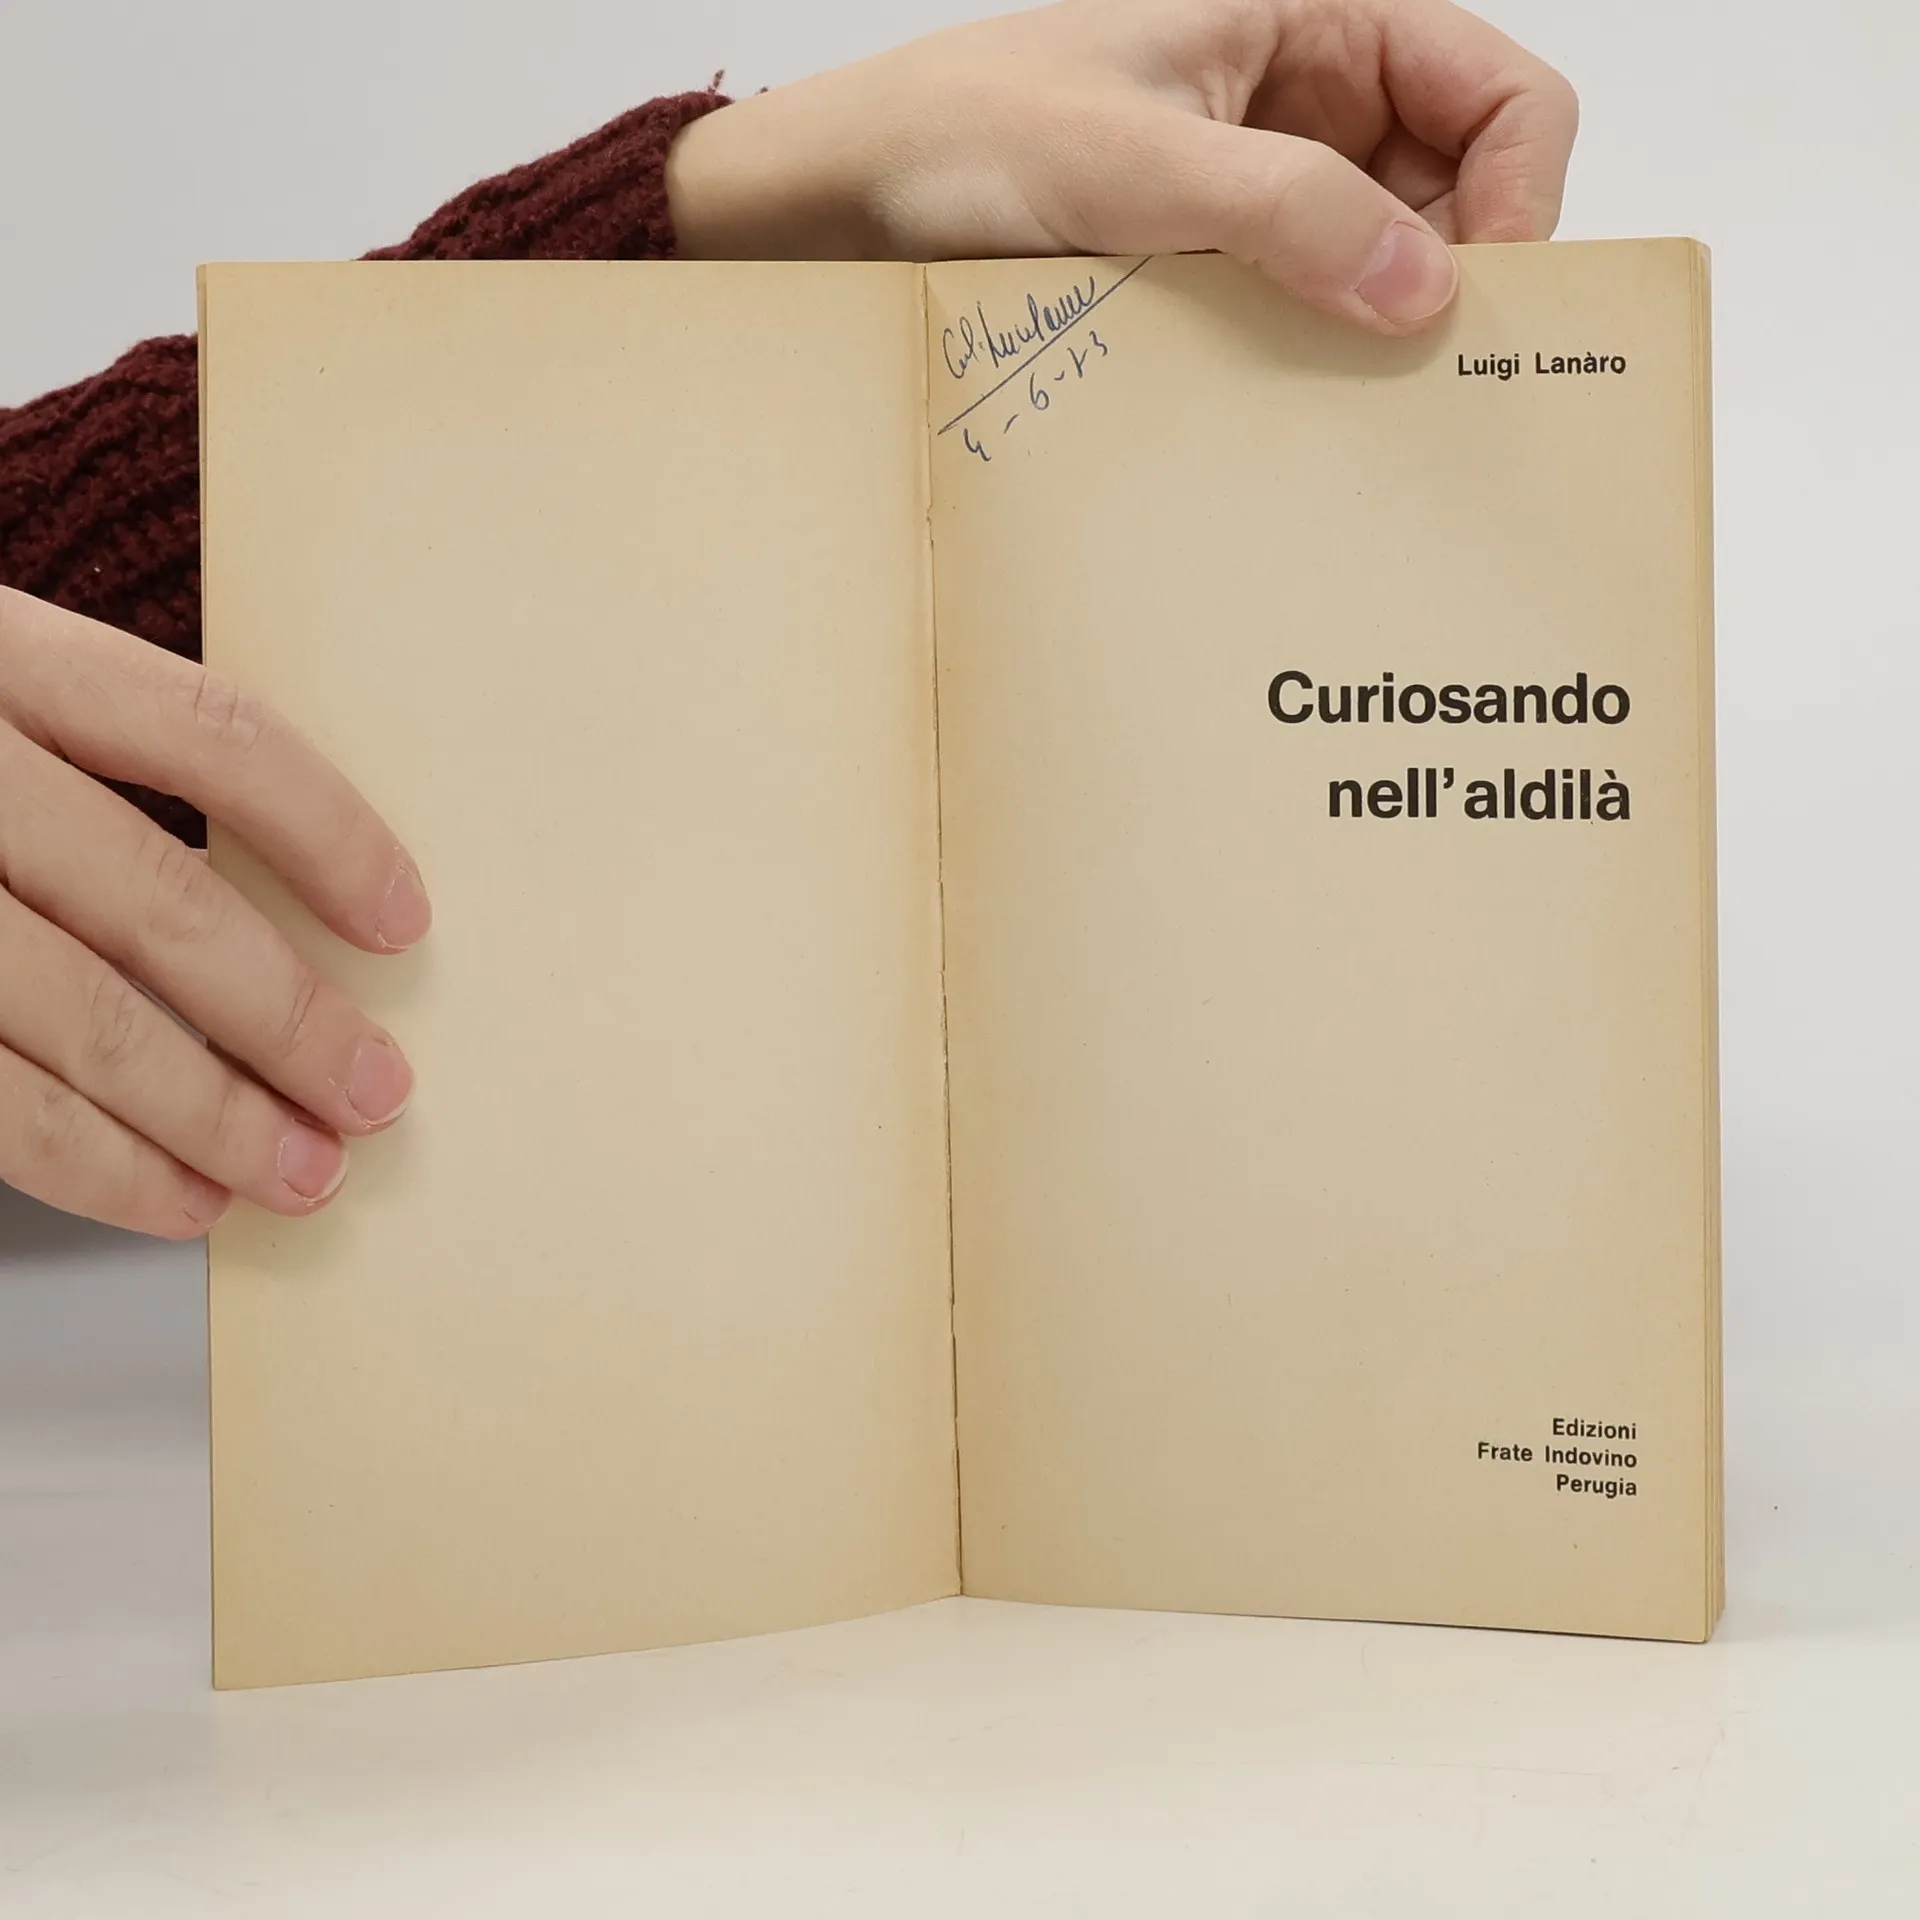 4-6-73
Luigi Lanàro
Curiosando
nell'aldilà
Edizioni
Frate Indovino
Perugia